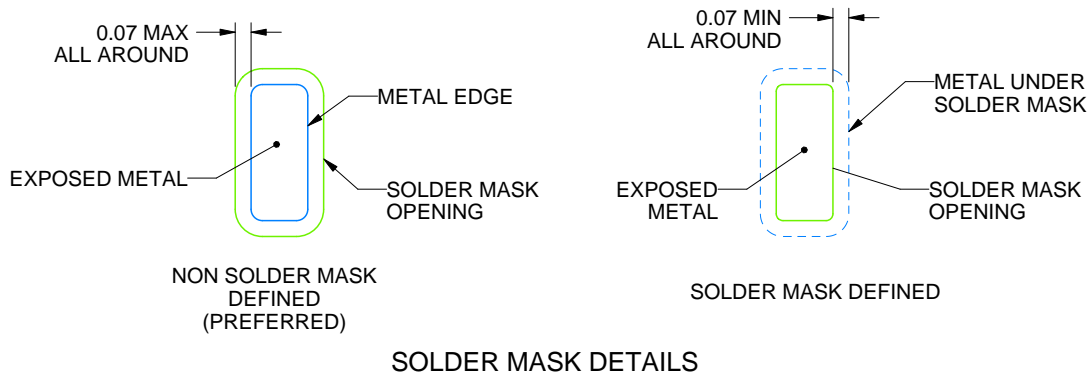 0.07 MAX
ALL AROUND
METAL EDGE
EXPOSED METAL
SOLDER MASK
OPENING
NON SOLDER MASK
DEFINED
(PREFERRED)
0.07 MIN
ALL AROUND
METAL UNDER
SOLDER MASK
EXPOSED
METAL
SOLDER MASK
OPENING
SOLDER MASK DEFINED
SOLDER MASK DETAILS